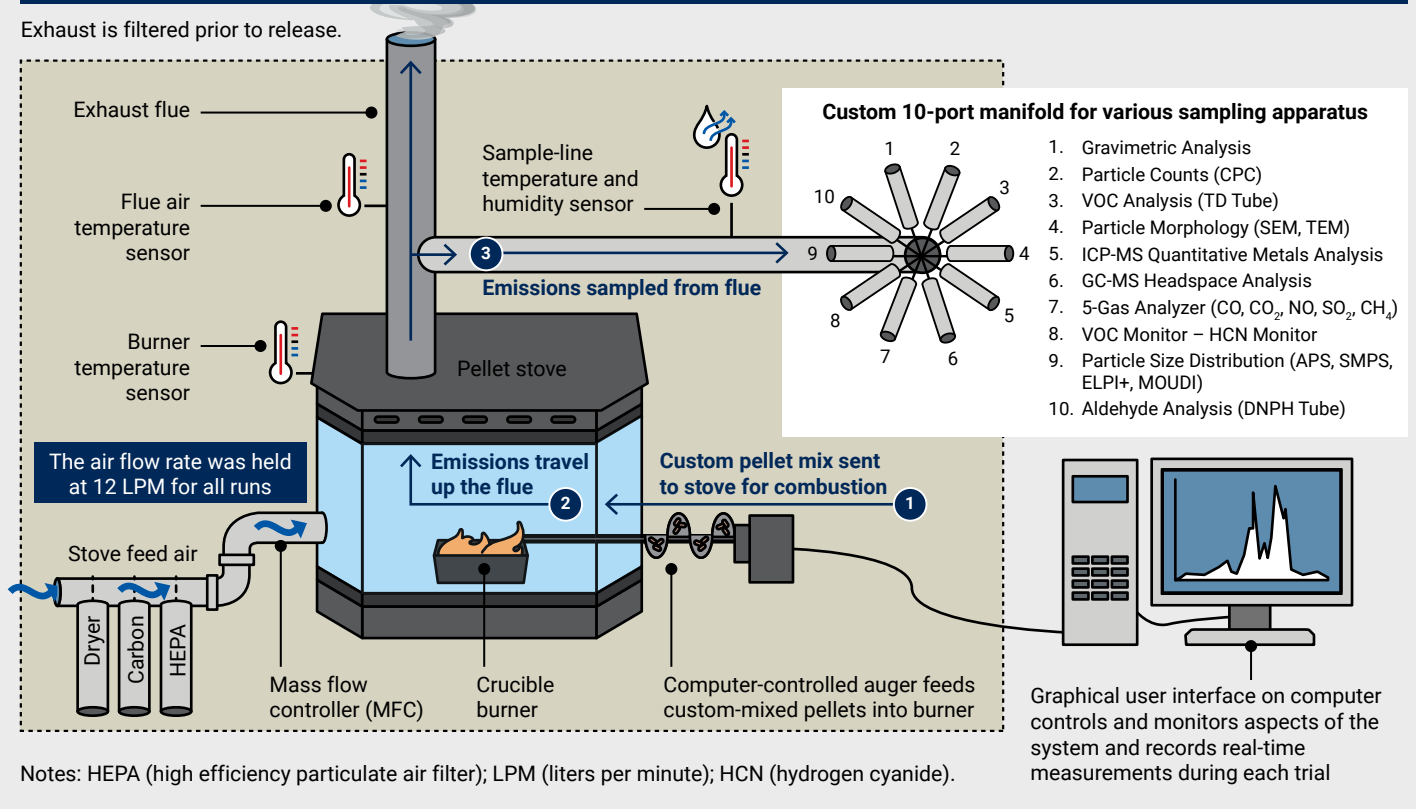 Exhaust is filtered prior to release.
Exhaust flue
Flue air
temperature
sensor
Burner
temperature
sensor
Sample-line
temperature and
humidity sensor
3
Emissions sampled from flue
Custom 10-port manifold for various sampling apparatus
1
2
3
4
5
6
7
8
9
10
1. Gravimetric Analysis
2. Particle Counts (CPC)
3. VOC Analysis (TD Tube)
4. Particle Morphology (SEM, TEM)
5. ICP-MS Quantitative Metals Analysis
6. GC-MS Headspace Analysis
7. 5-Gas Analyzer (CO, CO₂, NO, SO₂, CH₄)
8. VOC Monitor – HCN Monitor
9. Particle Size Distribution (APS, SMPS,
ELPI+, MOUDI)
10. Aldehyde Analysis (DNPH Tube)
Pellet stove
The air flow rate was held
at 12 LPM for all runs
Emissions travel
up the flue
2
Custom pellet mix sent
to stove for combustion
1
Stove feed air
Dryer
Carbon
HEPA
Mass flow
controller (MFC)
Crucible
burner
Computer-controlled auger feeds
custom-mixed pellets into burner
Graphical user interface on computer
controls and monitors aspects of the
system and records real-time
measurements during each trial
Notes: HEPA (high efficiency particulate air filter); LPM (liters per minute); HCN (hydrogen cyanide).